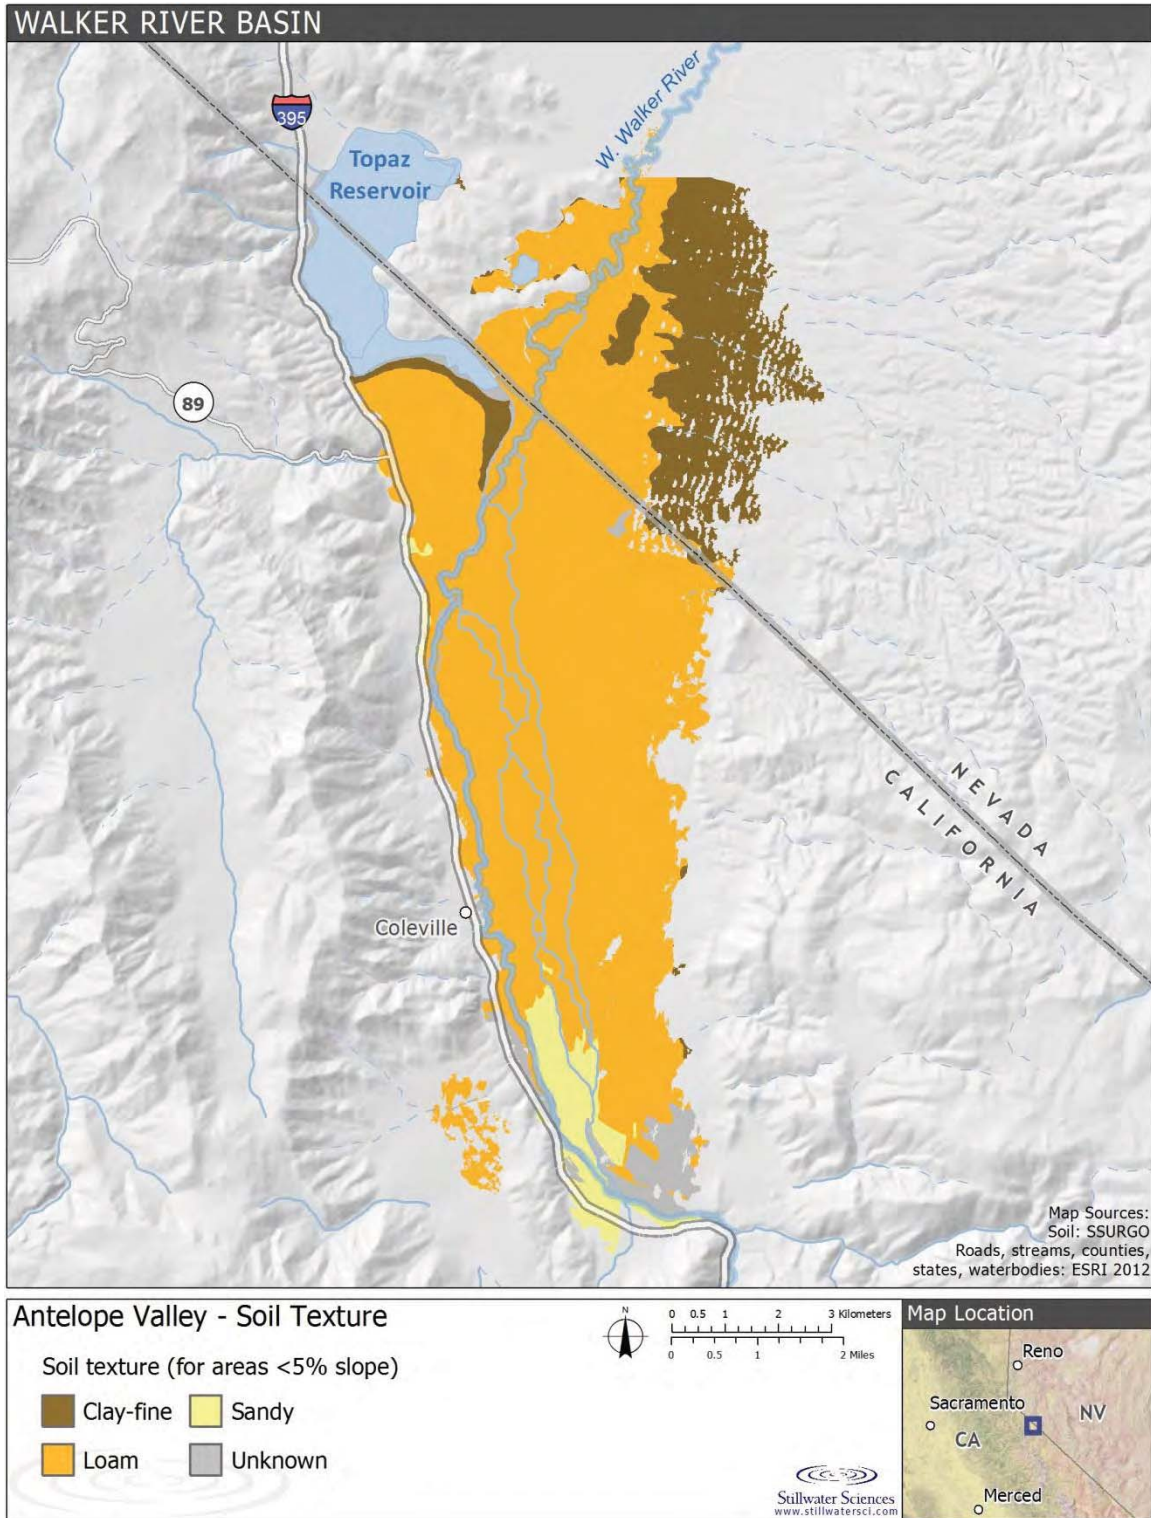 WALKER RIVER BASIN
395
Topaz
Reservoir
W. Walker River
89
NEVADA
CALIFORNIA
Coleville
Map Sources:
Soil: SSURGO
Roads, streams, counties,
states, waterbodies: ESRI 2012
Antelope Valley - Soil Texture
Soil texture (for areas <5% slope)
Clay-fine
Sandy
Loam
Unknown
N
0 0.5 1 2 3 Kilometers
0 0.5 1 2 Miles
Stillwater Sciences
www.stillwatersci.com
Map Location
Reno
Sacramento
NV
CA
Merced